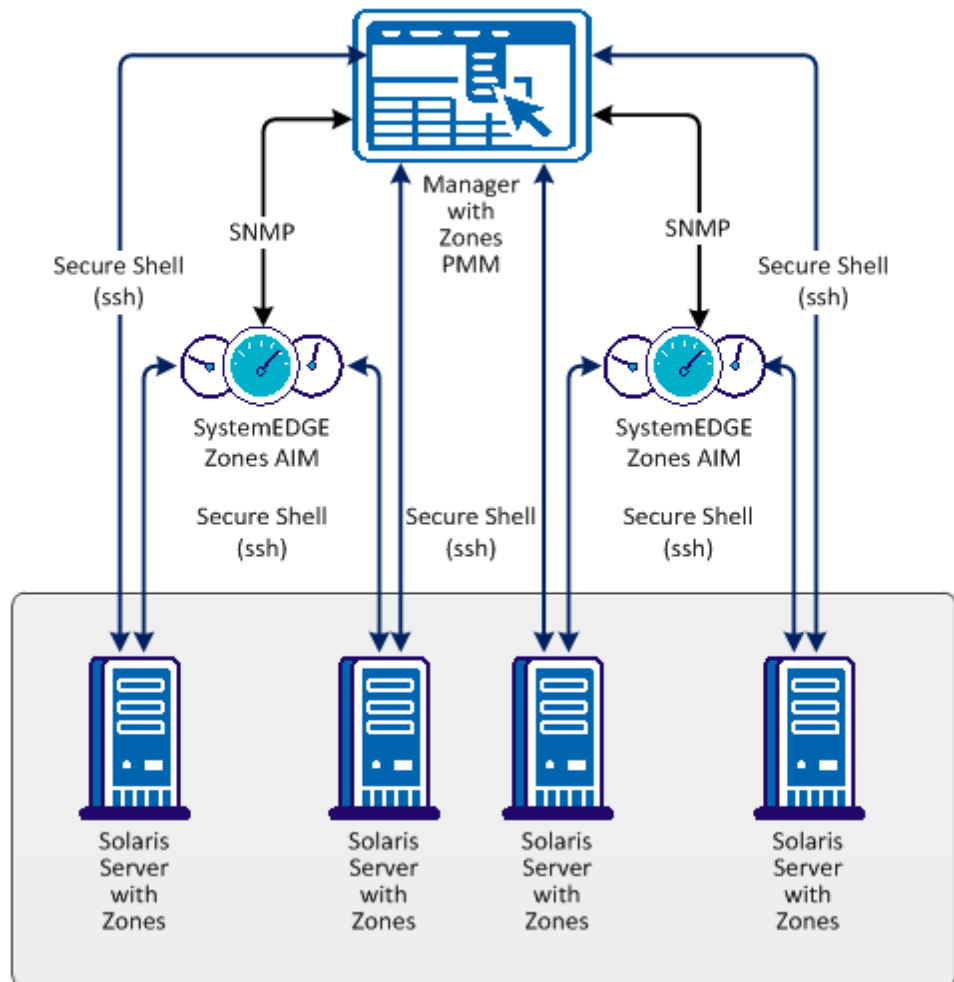 Manager
with
Zones
PMM
SNMP
SNMP
Secure Shell
(ssh)
Secure Shell
(ssh)
SystemEDGE
Zones AIM
SystemEDGE
Zones AIM
Secure Shell
(ssh)
Secure Shell
(ssh)
Secure Shell
(ssh)
Solaris
Server
with
Zones
Solaris
Server
with
Zones
Solaris
Server
with
Zones
Solaris
Server
with
Zones